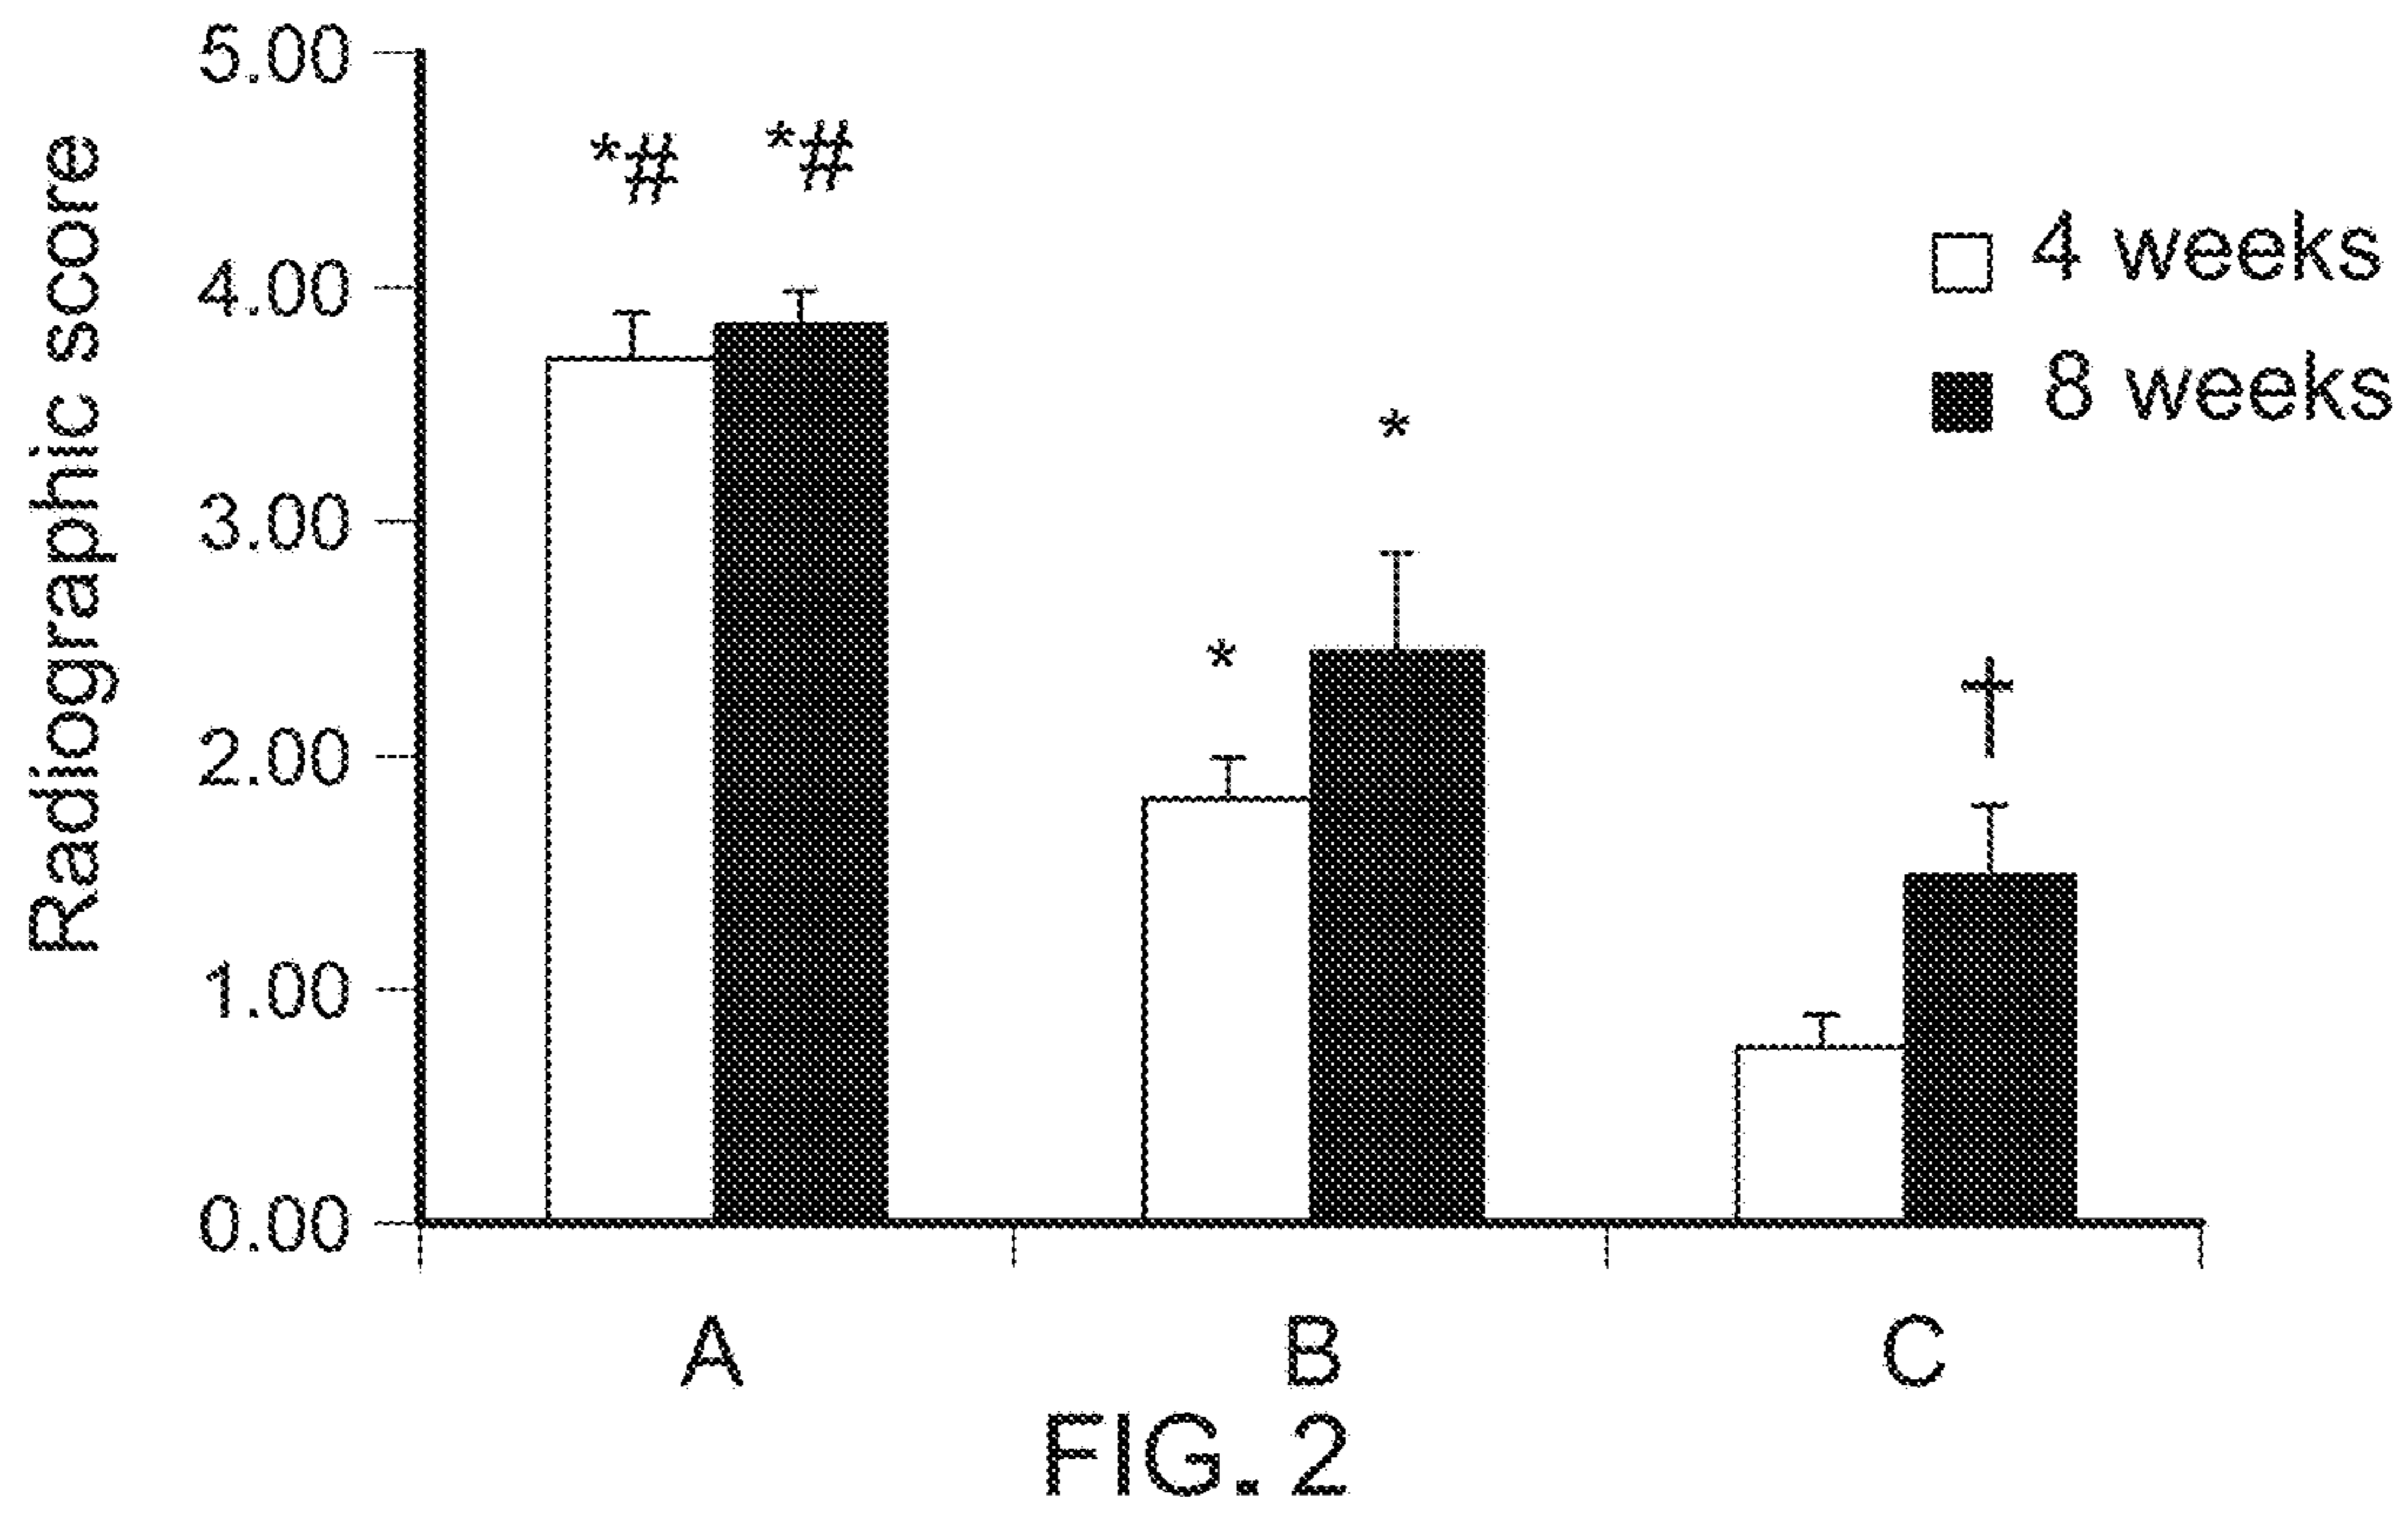 Radiographic score
5.00
4.00
3.00
2.00
1.00
0.00
*#
*#
*
*
†
4 weeks
8 weeks
A
B
C
FIG. 2